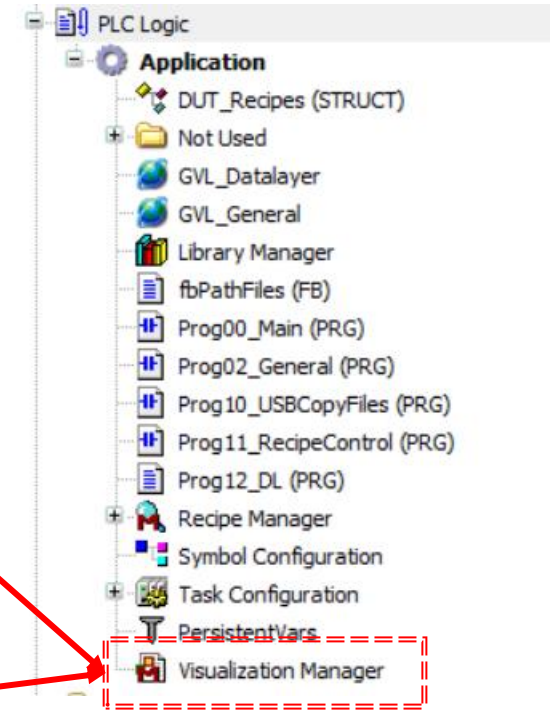 PLC Logic
Application
DUT_Recipes (STRUCT)
Not Used
GVL_Datalayer
GVL_General
Library Manager
fbPathFiles (FB)
Prog00_Main (PRG)
Prog02_General (PRG)
Prog10_USBCopyFiles (PRG)
Prog11_RecipeControl (PRG)
Prog12_DL (PRG)
Recipe Manager
Symbol Configuration
Task Configuration
PersistentVars
Visualization Manager